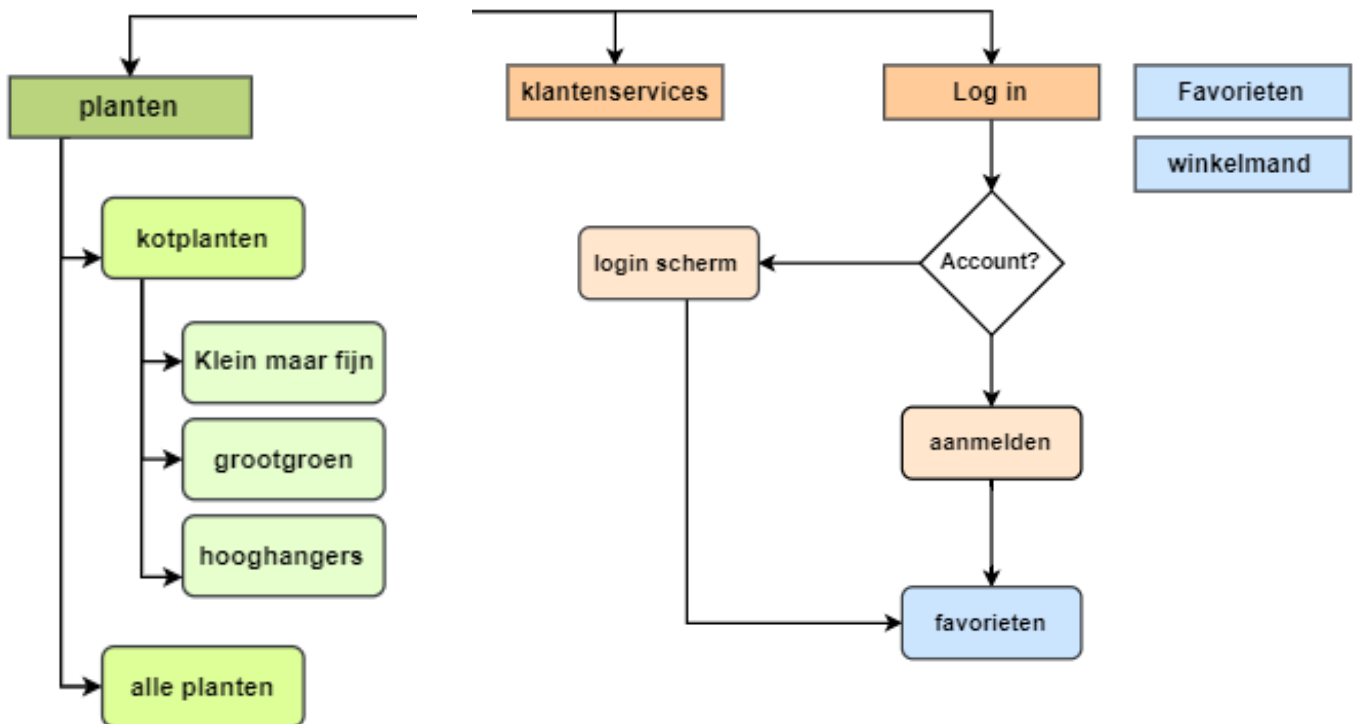 planten
kotplanten
Klein maar fijn
grootgroen
hooghangers
alle planten
klantenservices
Log in
Favorieten
winkelmand
login scherm
Account?
aanmelden
favorieten